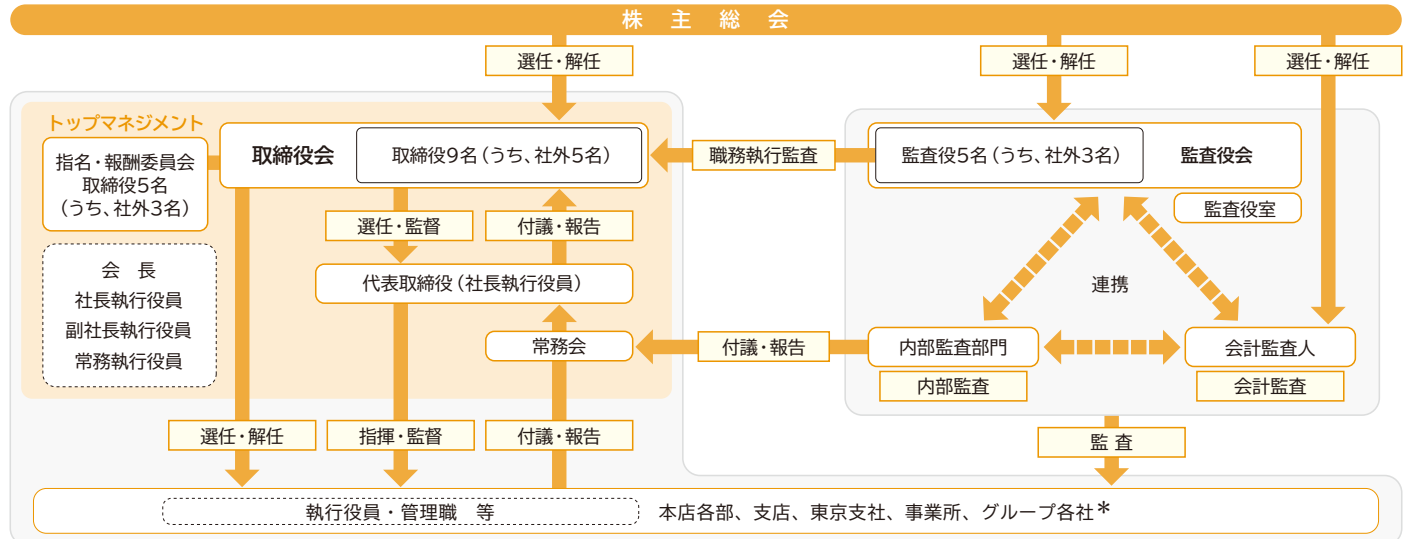 株主総会
選任・解任
選任・解任
選任・解任
トップマネジメント
指名・報酬委員会
取締役5名
（うち、社外3名）
取締役会
取締役9名（うち、社外5名）
職務執行監査
監査役5名（うち、社外3名）
監査役会
監査役室
選任・監督
付議・報告
会　長
社長執行役員
副社長執行役員
常務執行役員
代表取締役（社長執行役員）
連携
常務会
付議・報告
内部監査部門
会計監査人
内部監査
会計監査
選任・解任
指揮・監督
付議・報告
監 査
執行役員・管理職　等
本店各部、支店、東京支社、事業所、グループ各社＊